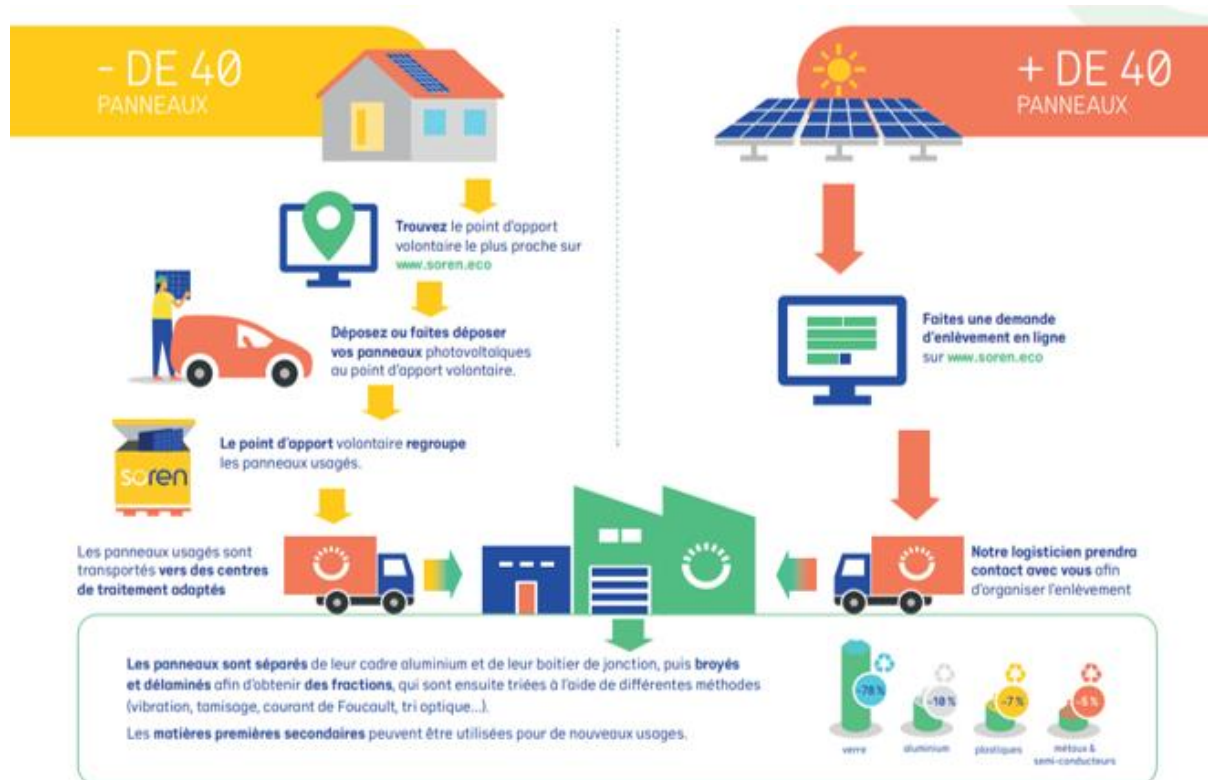 - DE 40
PANNEAUX
Trouvez le point d'apport
volontaire le plus proche sur
www.soren.eco
Déposez ou faites déposer
vos panneaux photovoltaïques
au point d'apport volontaire.
Le point d'apport volontaire regroupe
les panneaux usagés.
soren
Les panneaux usagés sont
transportés vers des centres
de traitement adaptés
+ DE 40
PANNEAUX
Faites une demande
d'enlèvement en ligne
sur www.soren.eco
Notre logisticien prendra
contact avec vous afin
d'organiser l'enlèvement
Les panneaux sont séparés de leur cadre aluminium et de leur boitier de jonction, puis broyés
et délaminés afin d'obtenir des fractions, qui sont ensuite triées à l'aide de différentes méthodes
(vibration, tamisage, courant de Foucault, tri optique...).
Les matières premières secondaires peuvent être utilisées pour de nouveaux usages.
~78 %
verre
~10 %
aluminium
~7 %
plastiques
~5 %
métaux &
semi-conducteurs